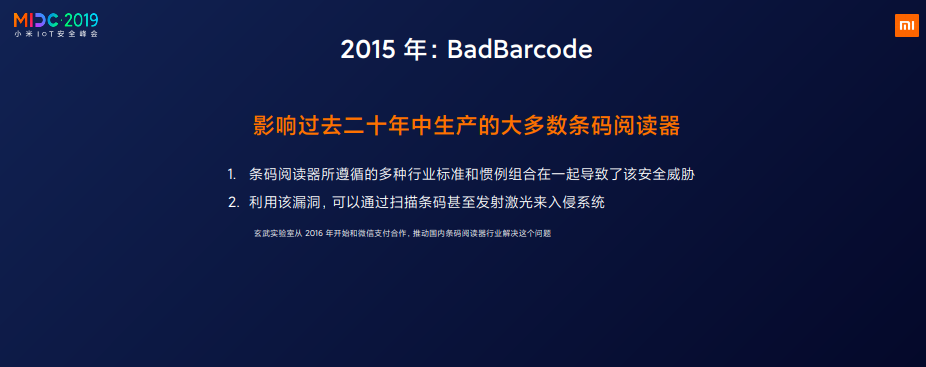 MIDC·2019
小米IoT安全峰会
2015 年：BadBarcode
影响过去二十年中生产的大多数条码阅读器
1. 条码阅读器所遵循的多种行业标准和惯例组合在一起导致了该安全威胁
2. 利用该漏洞，可以通过扫描条码甚至发射激光来入侵系统
玄武实验室从 2016 年开始和微信支付合作，推动国内条码阅读器行业解决这个问题